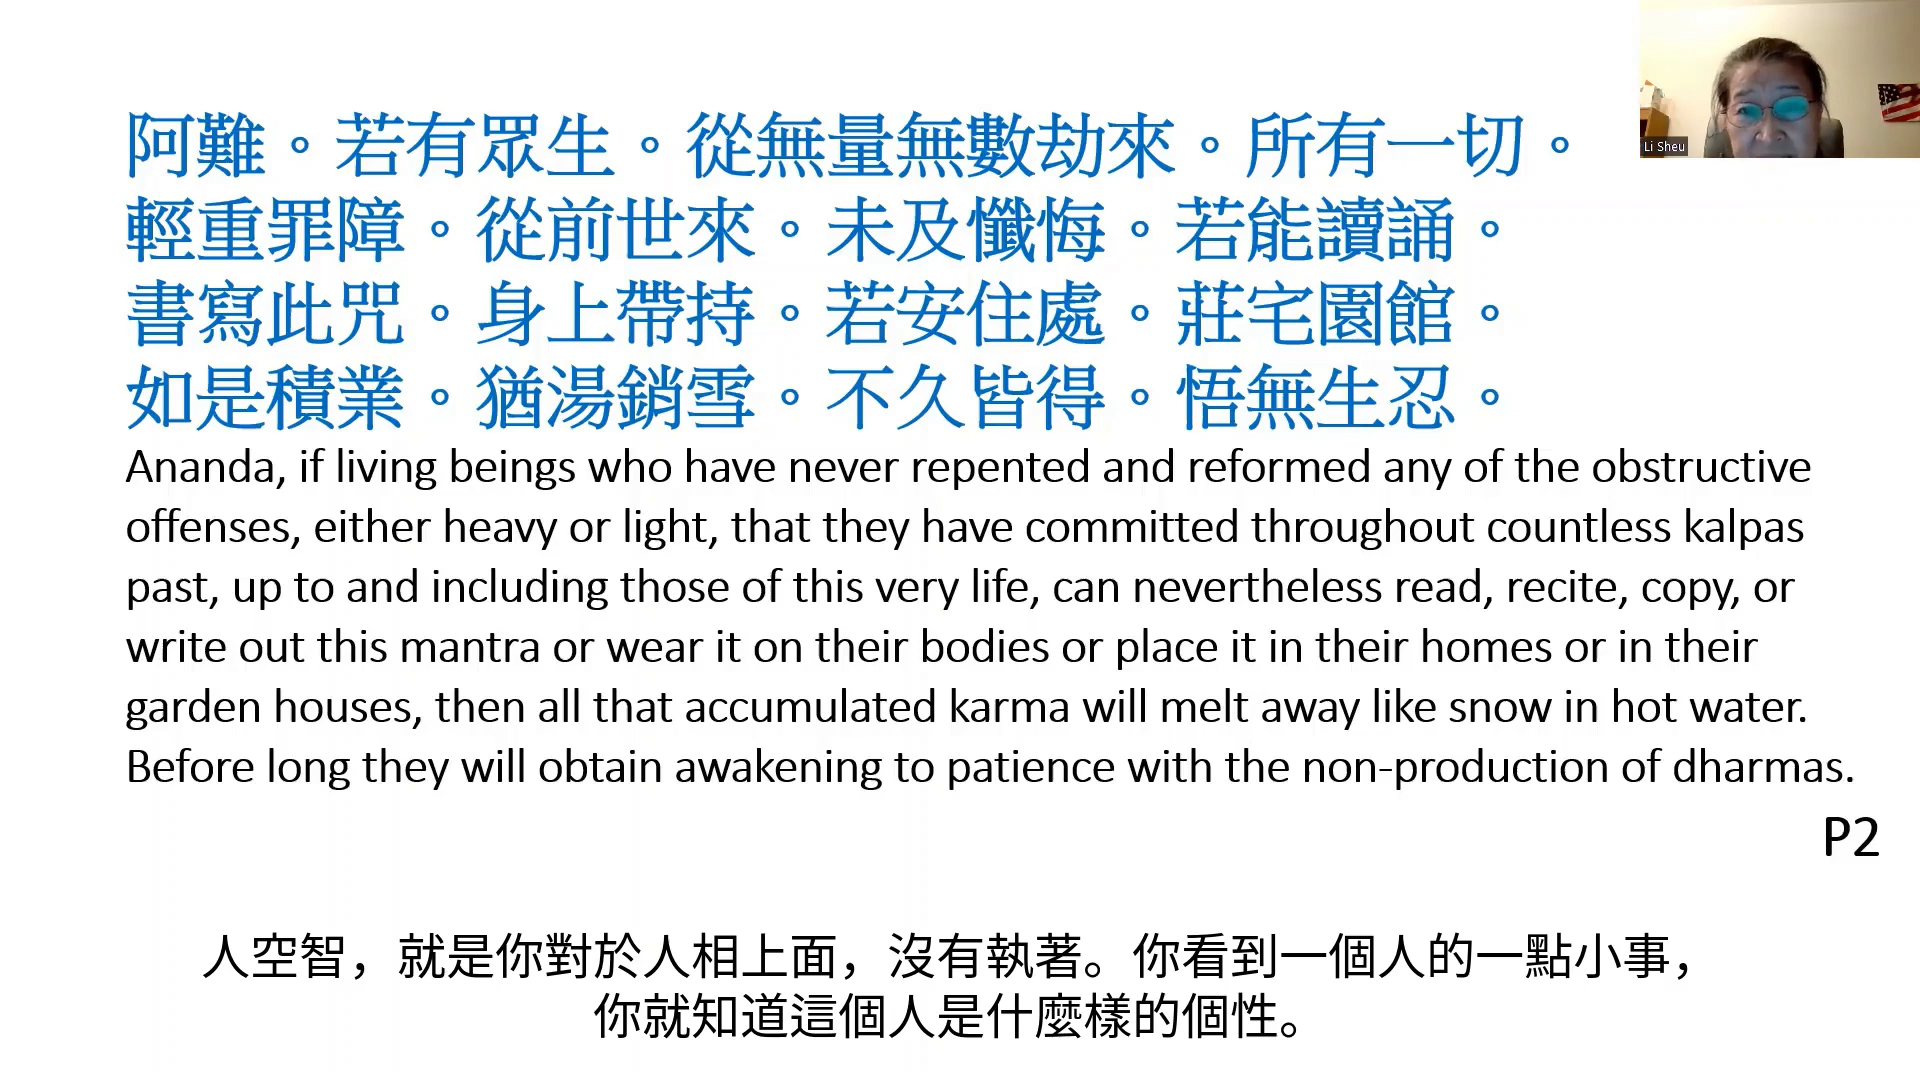 阿難。若有眾生。從無量無數劫來。所有一切。
輕重罪障。從前世來。未及懺悔。若能讀誦。
書寫此咒。身上帶持。若安住處。莊宅園館。
如是積業。猶湯銷雪。不久皆得。悟無生忍。
Ananda, if living beings who have never repented and reformed any of the obstructive
offenses, either heavy or light, that they have committed throughout countless kalpas
past, up to and including those of this very life, can nevertheless read, recite, copy, or
write out this mantra or wear it on their bodies or place it in their homes or in their
garden houses, then all that accumulated karma will melt away like snow in hot water.
Before long they will obtain awakening to patience with the non-production of dharmas.
P2
Li Sheu
人空智，就是你對於人相上面，沒有執著。你看到一個人的一點小事，
你就知道這個人是什麼樣的個性。